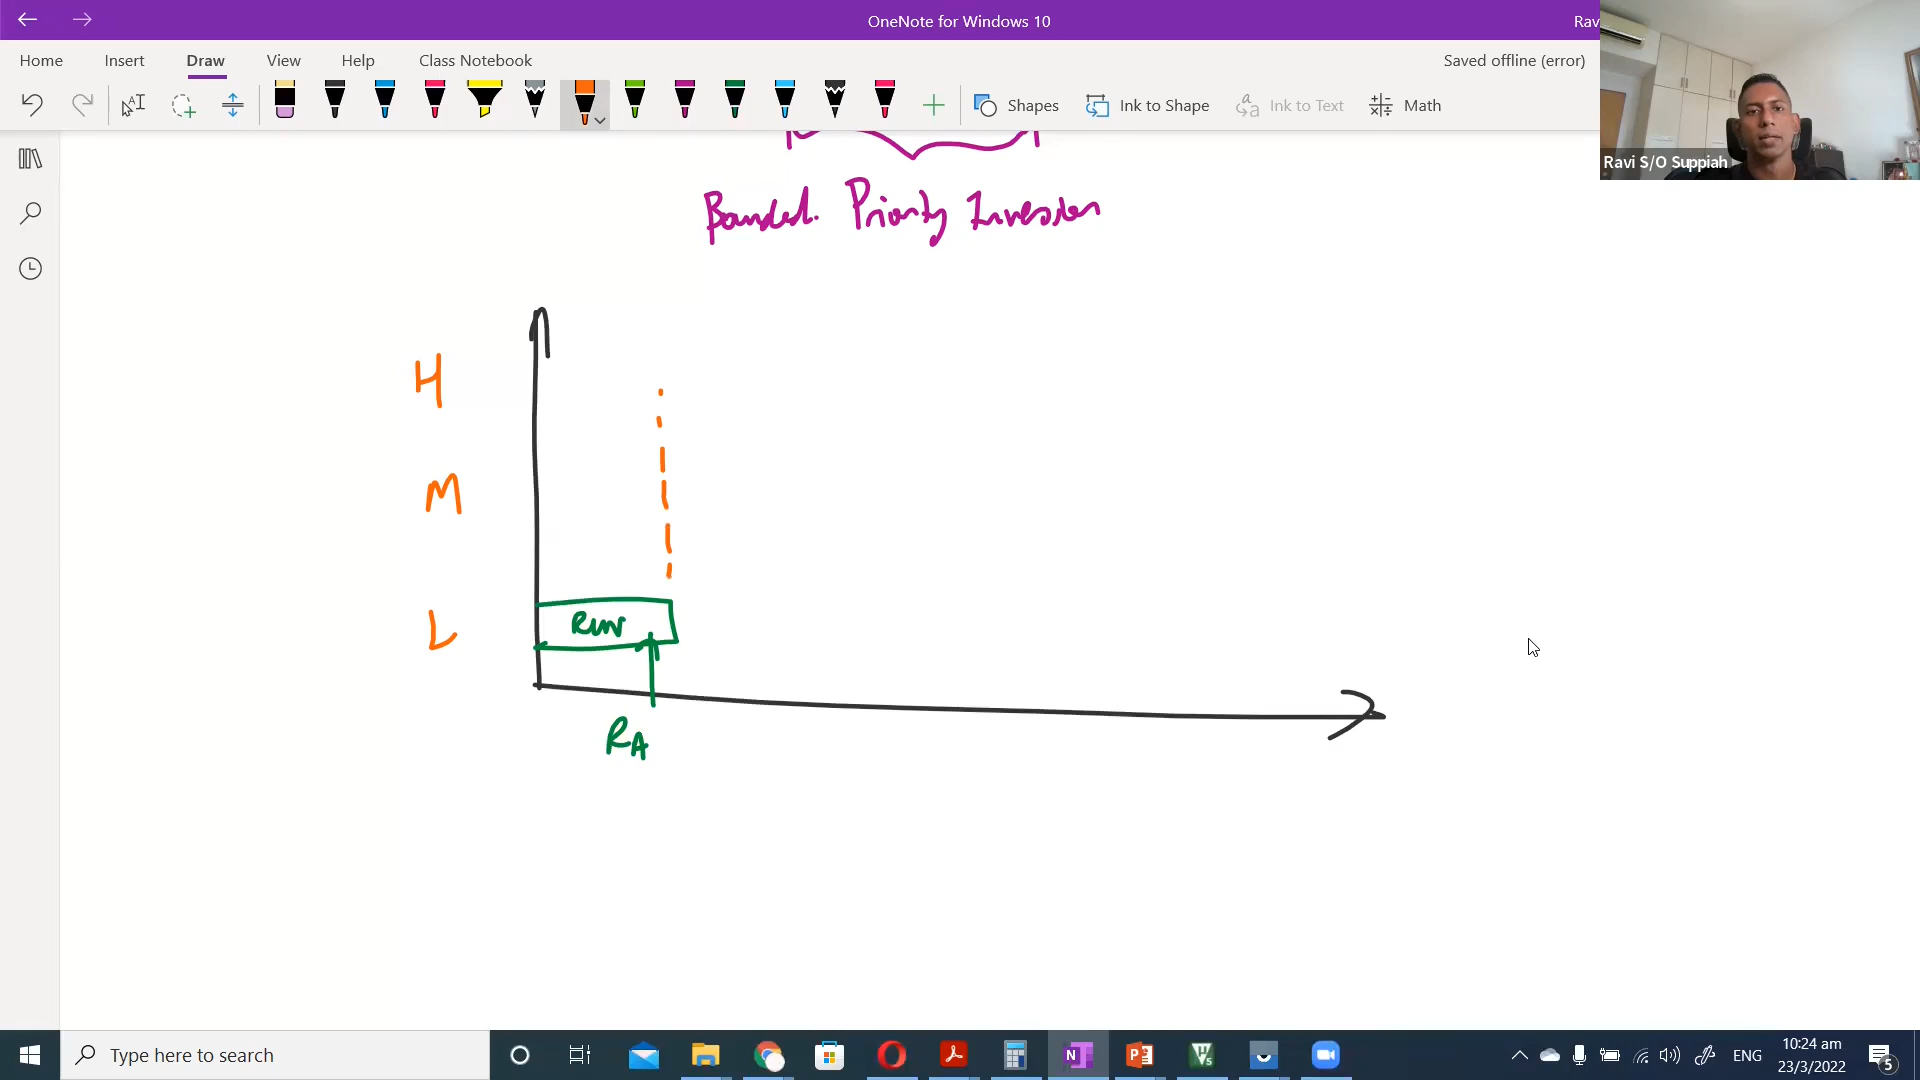 OneNote for Windows 10
Rav
Home Insert Draw View Help Class Notebook
Saved offline (error)
Shapes Ink to Shape Ink to Text Math
Ravi S/O Suppiah
Bounded Priority Inversion
H
M
L
RUN
RA
Type here to search
ENG
10:24 am
23/3/2022
5